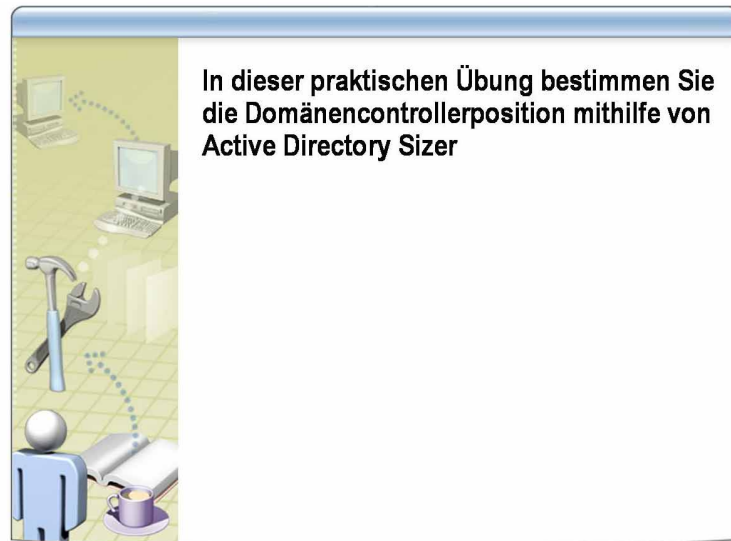 In dieser praktischen Übung bestimmen Sie
die Domänencontrollerposition mithilfe von
Active Directory Sizer